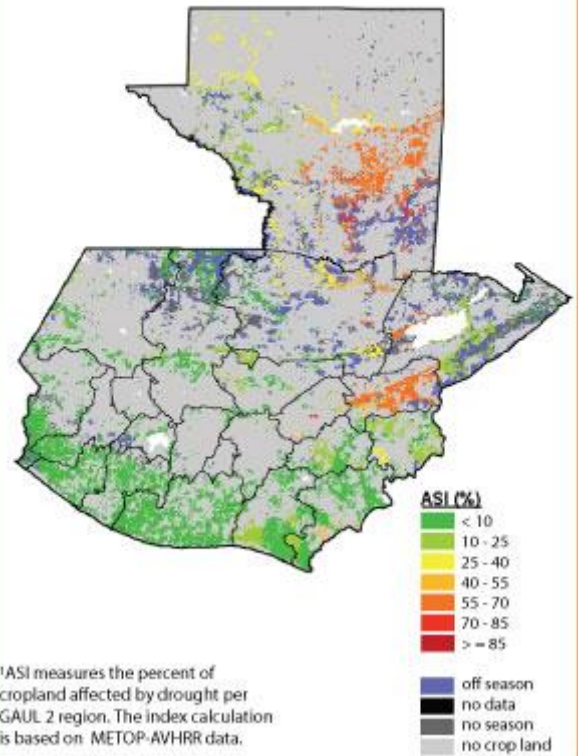 ASI (%)
< 10
10 - 25
25 - 40
40 - 55
55 - 70
70 - 85
> = 85
off season
no data
no season
no crop land
¹ASI measures the percent of
cropland affected by drought per
GAUL 2 region. The index calculation
is based on METOP-AVHRR data.